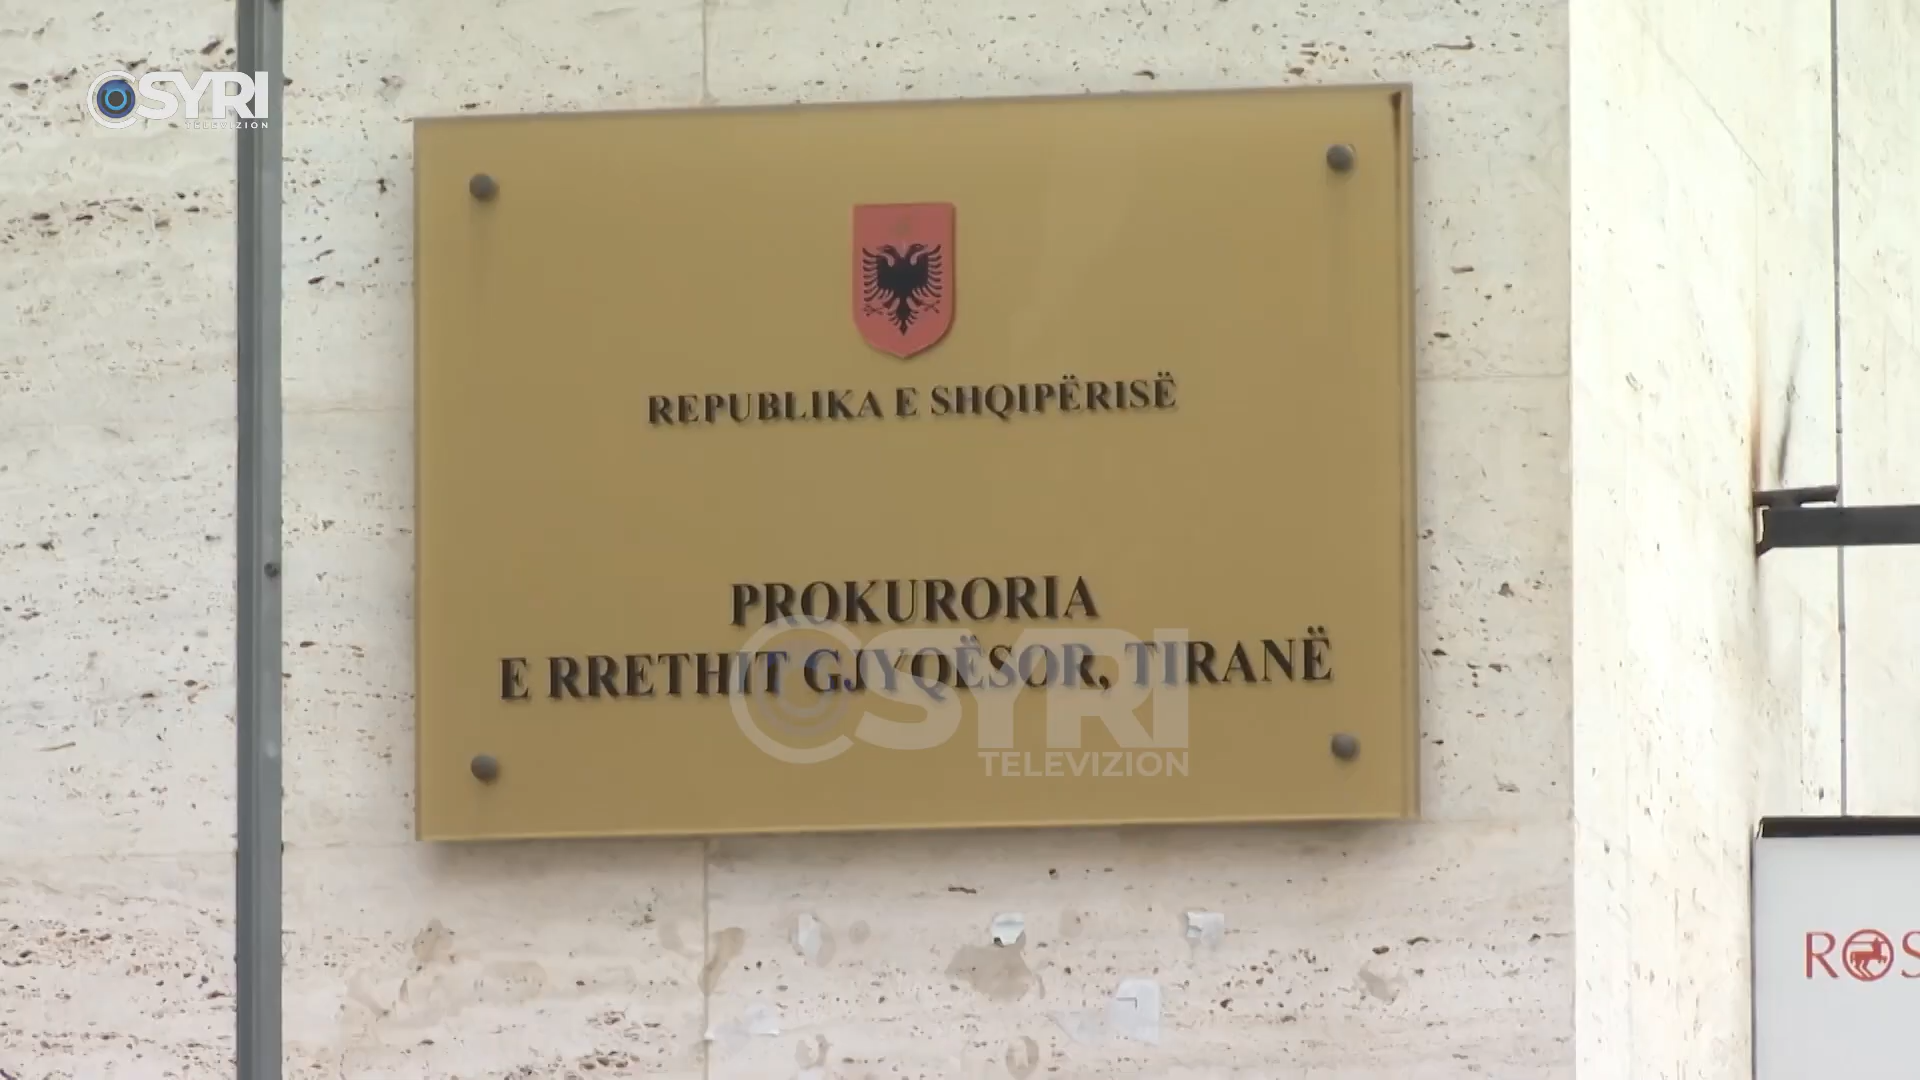 SYRI
TELEVIZION
REPUBLIKA E SHQIPËRISË
PROKURORIA
E RRETHIT GJYQËSOR, TIRANË
SYRI
TELEVIZION